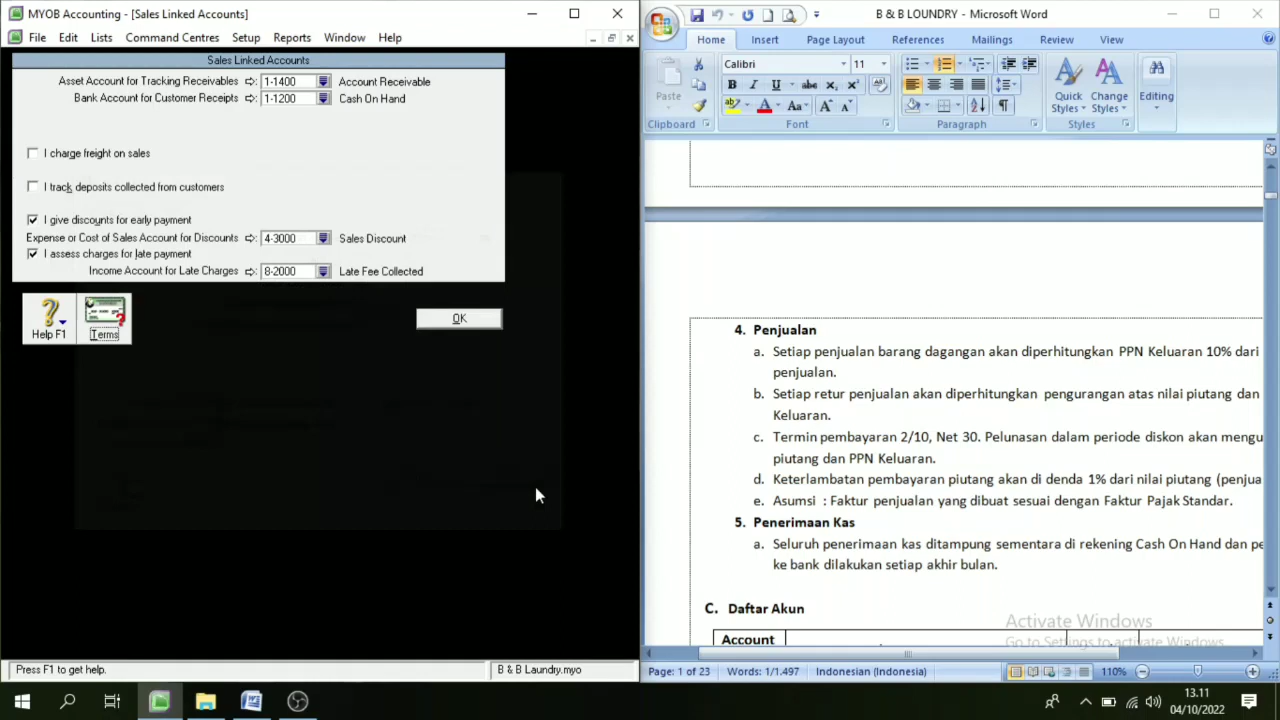 MYOB Accounting - [Sales Linked Accounts]
File Edit Lists Command Centres Setup Reports Window Help
Sales Linked Accounts
Asset Account for Tracking Receivables 1-1400 Account Receivable
Bank Account for Customer Receipts 1-1200 Cash On Hand
I charge freight on sales
I track deposits collected from customers
I give discounts for early payment
Expense or Cost of Sales Account for Discounts 4-3000 Sales Discount
I assess charges for late payment
Income Account for Late Charges 8-2000 Late Fee Collected
Help F1
Terms
OK
Press F1 to get help.
B & B Laundry.myo
B & B LOUNDRY - Microsoft Word
Home Insert Page Layout References Mailings Review View
Calibri 11
Paste
Quick Styles
Change Styles
Editing
Clipboard Font Paragraph Styles
4. Penjualan
a. Setiap penjualan barang dagangan akan diperhitungkan PPN Keluaran 10% dari
penjualan.
b. Setiap retur penjualan akan diperhitungkan pengurangan atas nilai piutang dan
Keluaran.
c. Termin pembayaran 2/10, Net 30. Pelunasan dalam periode diskon akan mengu
piutang dan PPN Keluaran.
d. Keterlambatan pembayaran piutang akan di denda 1% dari nilai piutang (penjua
e. Asumsi : Faktur penjualan yang dibuat sesuai dengan Faktur Pajak Standar.
5. Penerimaan Kas
a. Seluruh penerimaan kas ditampung sementara di rekening Cash On Hand dan pe
ke bank dilakukan setiap akhir bulan.
C. Daftar Akun
Account
Activate Windows
Go to Settings to activate Windows.
Page: 1 of 23 Words: 1/1.497 Indonesian (Indonesia) 110%
13.11
04/10/2022